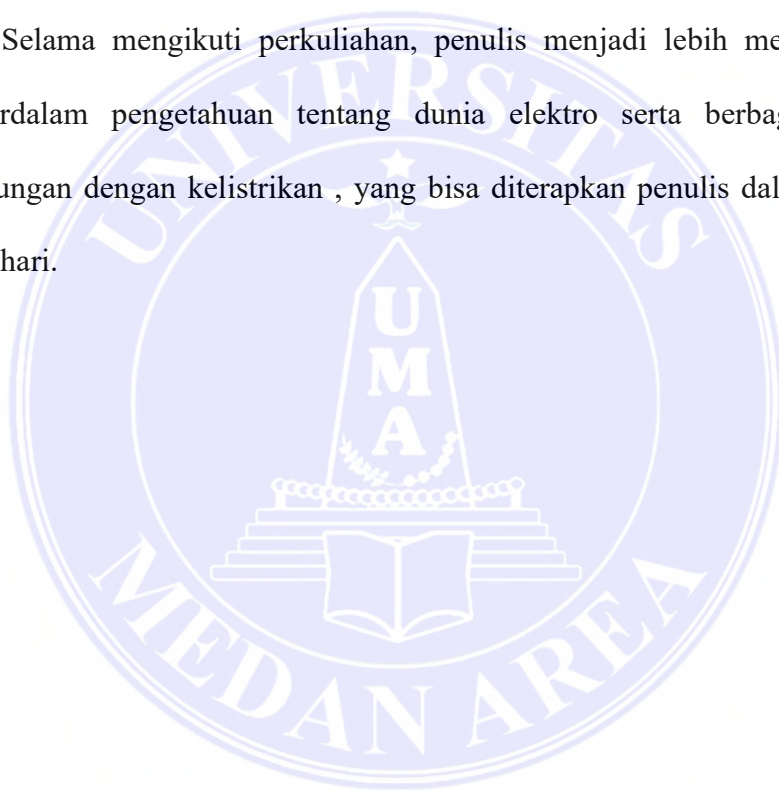 Selama mengikuti perkuliahan, penulis menjadi lebih me
rdalam pengetahuan tentang dunia elektro serta berbag
ungan dengan kelistrikan , yang bisa diterapkan penulis dal
hari.
UNIVERSITAS
U
M
A
MEDAN AREA